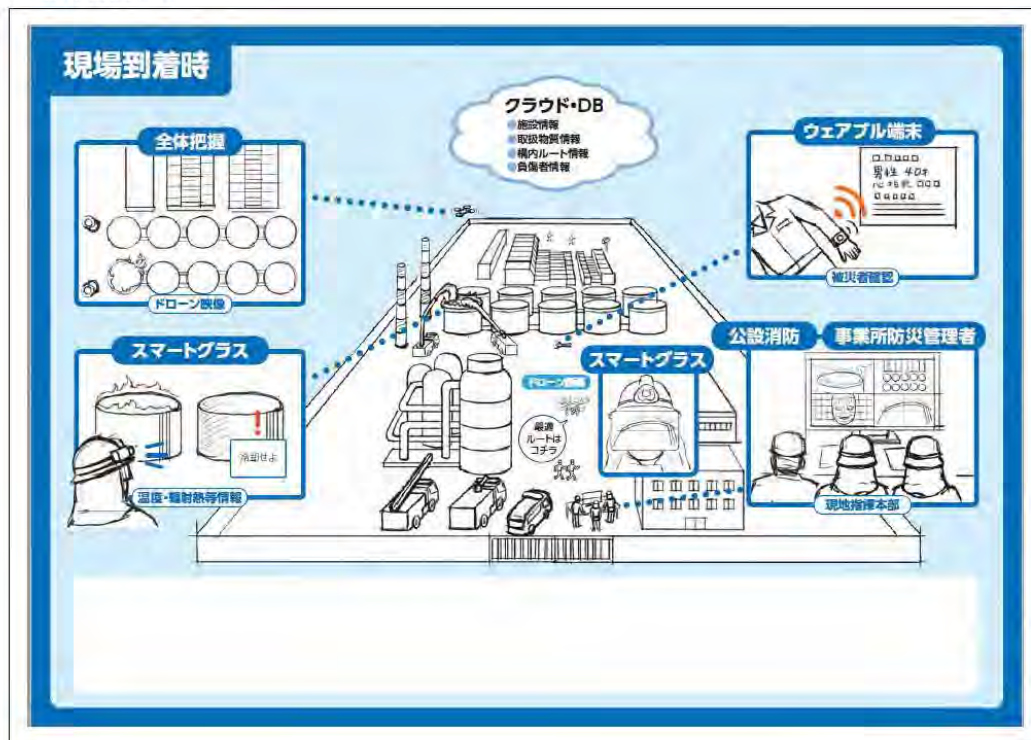 現場到着時
クラウド・DB
施設情報
取扱物質情報
構内ルート情報
負傷者情報
全体把握
ドローン映像
ウェアブル端末
男性 40才
被災者確認
スマートグラス
冷却せよ
温度・輻射熱等情報
ドローン映像
最適
ルートは
コチラ
スマートグラス
公設消防
事業所防災管理者
現地指揮本部